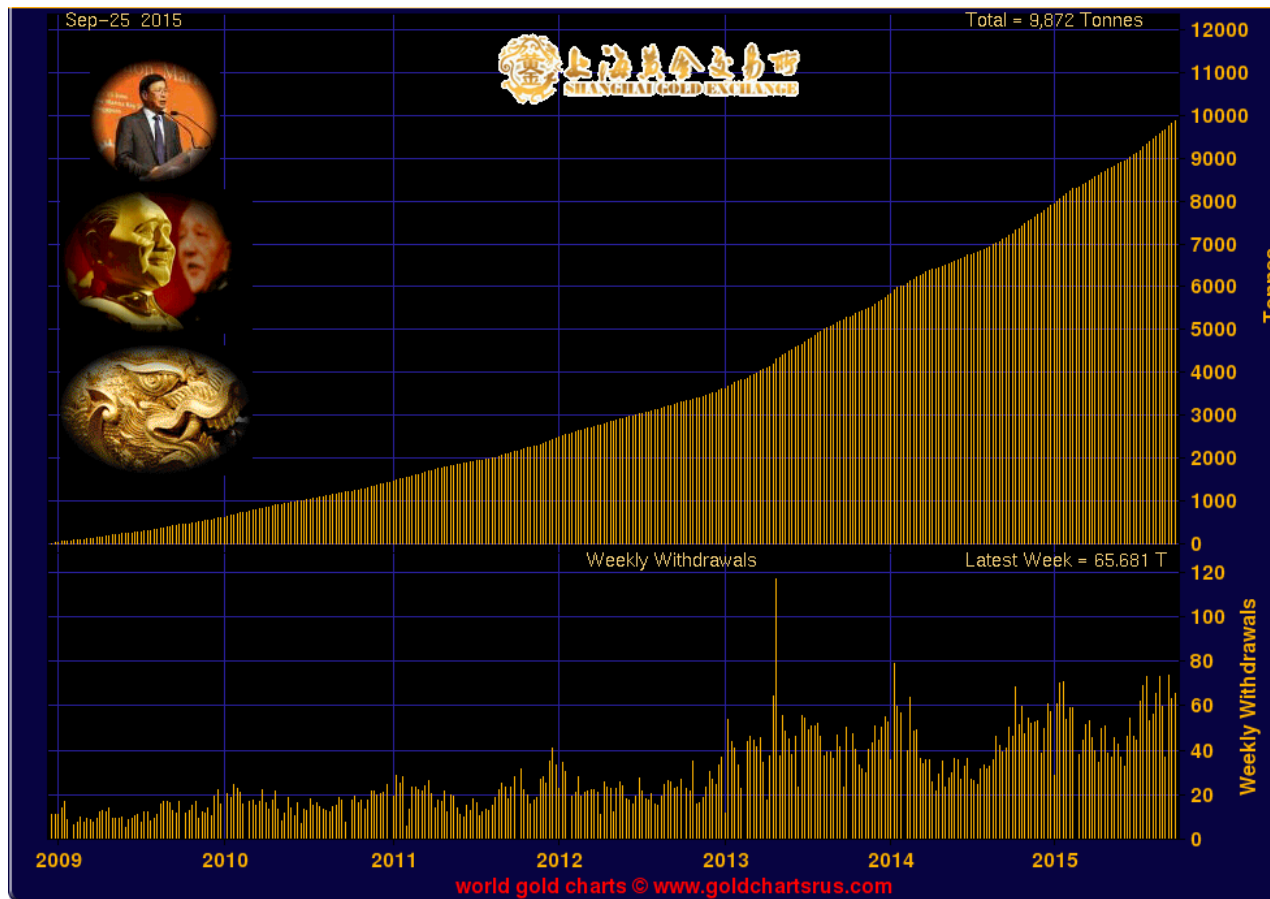 Sep-25 2015
Total = 9,872 Tonnes
上海黄金交易所
SHANGHAI GOLD EXCHANGE
黄金
12000
11000
10000
9000
8000
7000
6000
5000
4000
3000
2000
1000
0
Tonnes
Weekly Withdrawals
Latest Week = 65.681 T
120
100
80
60
40
20
0
Weekly Withdrawals
2009 2010 2011 2012 2013 2014 2015
world gold charts © www.goldchartsrus.com